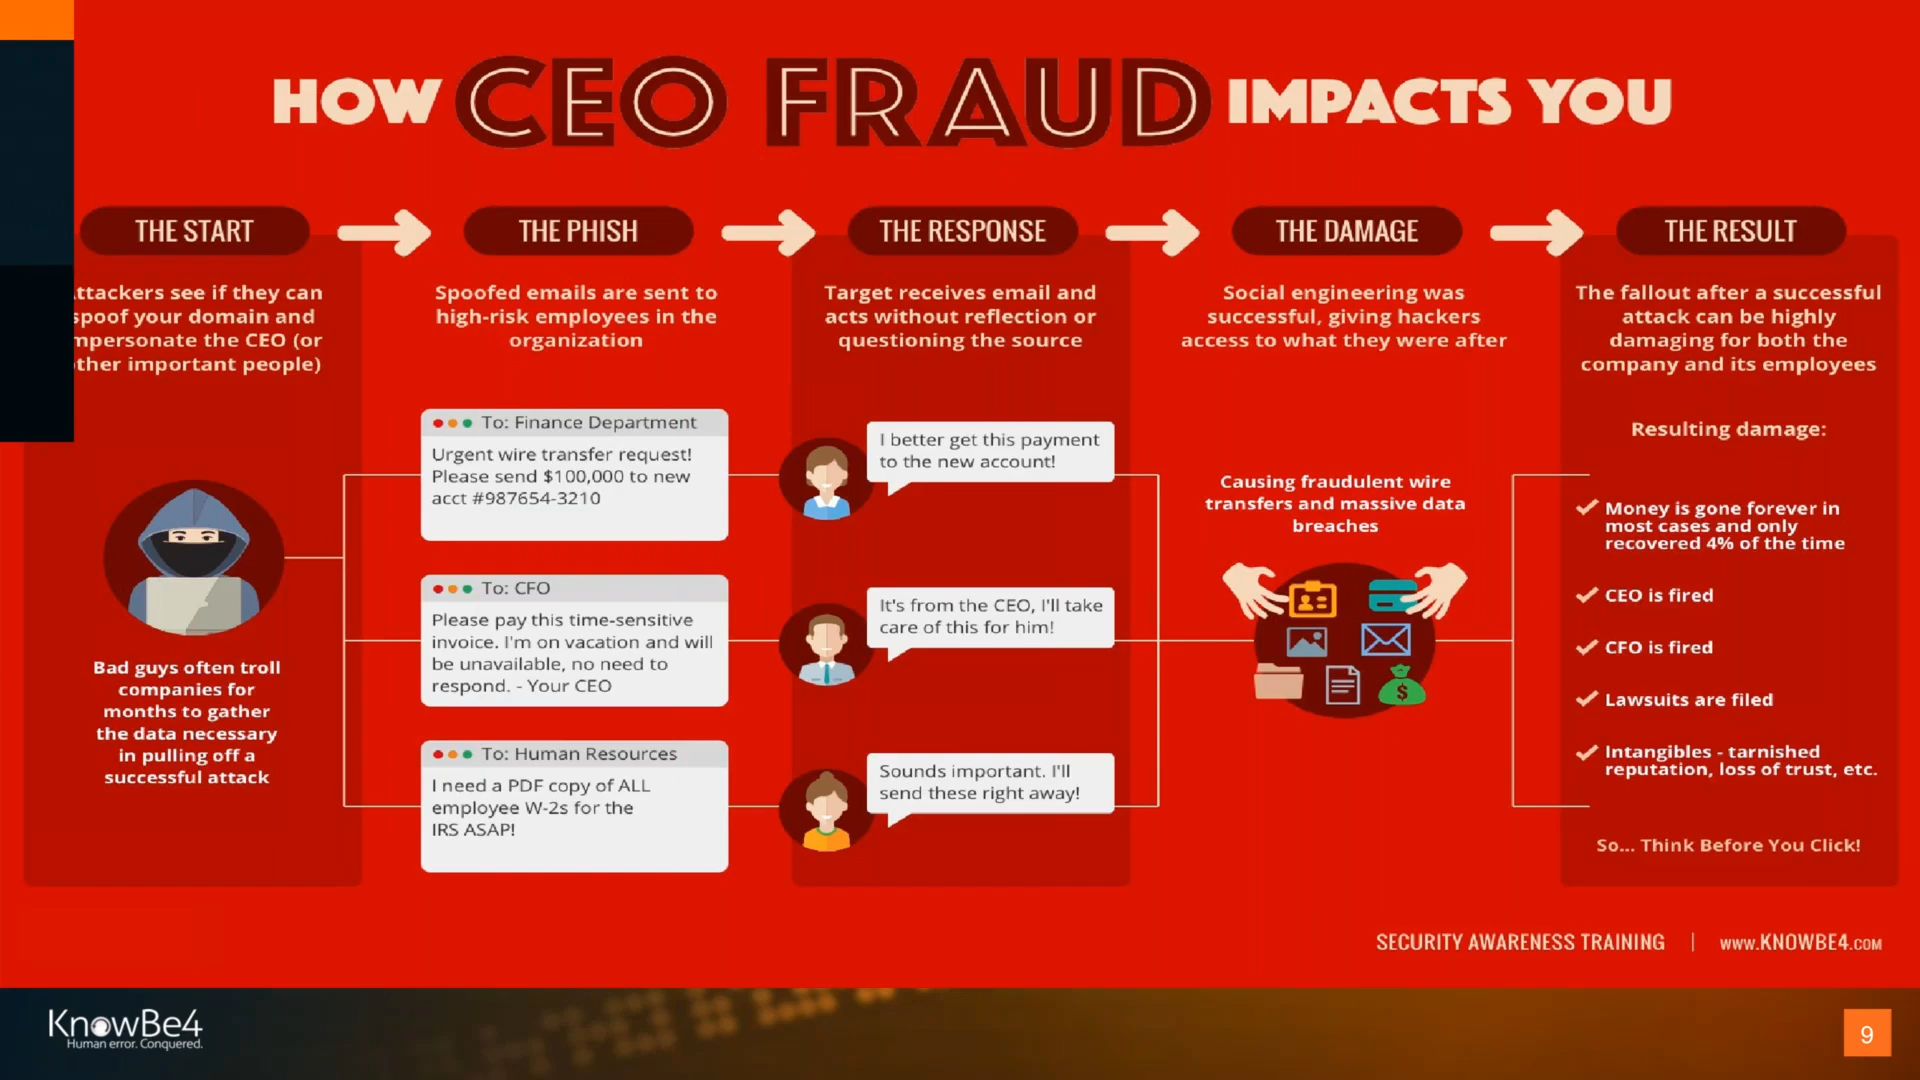 HOW CEO FRAUD IMPACTS YOU
THE START
ttackers see if they can
spoof your domain and
mpersonate the CEO (or
ther important people)
Bad guys often troll
companies for
months to gather
the data necessary
in pulling off a
successful attack
THE PHISH
Spoofed emails are sent to
high-risk employees in the
organization
To: Finance Department
Urgent wire transfer request!
Please send $100,000 to new
acct #987654-3210
To: CFO
Please pay this time-sensitive
invoice. I'm on vacation and will
be unavailable, no need to
respond. - Your CEO
To: Human Resources
I need a PDF copy of ALL
employee W-2s for the
IRS ASAP!
THE RESPONSE
Target receives email and
acts without reflection or
questioning the source
I better get this payment
to the new account!
It's from the CEO, I'll take
care of this for him!
Sounds important. I'll
send these right away!
THE DAMAGE
Social engineering was
successful, giving hackers
access to what they were after
Causing fraudulent wire
transfers and massive data
breaches
$
THE RESULT
The fallout after a successful
attack can be highly
damaging for both the
company and its employees
Resulting damage:
Money is gone forever in
most cases and only
recovered 4% of the time
CEO is fired
CFO is fired
Lawsuits are filed
Intangibles - tarnished
reputation, loss of trust, etc.
So... Think Before You Click!
SECURITY AWARENESS TRAINING | WWW.KNOWBE4.COM
KnowBe4
Human error. Conquered.
9